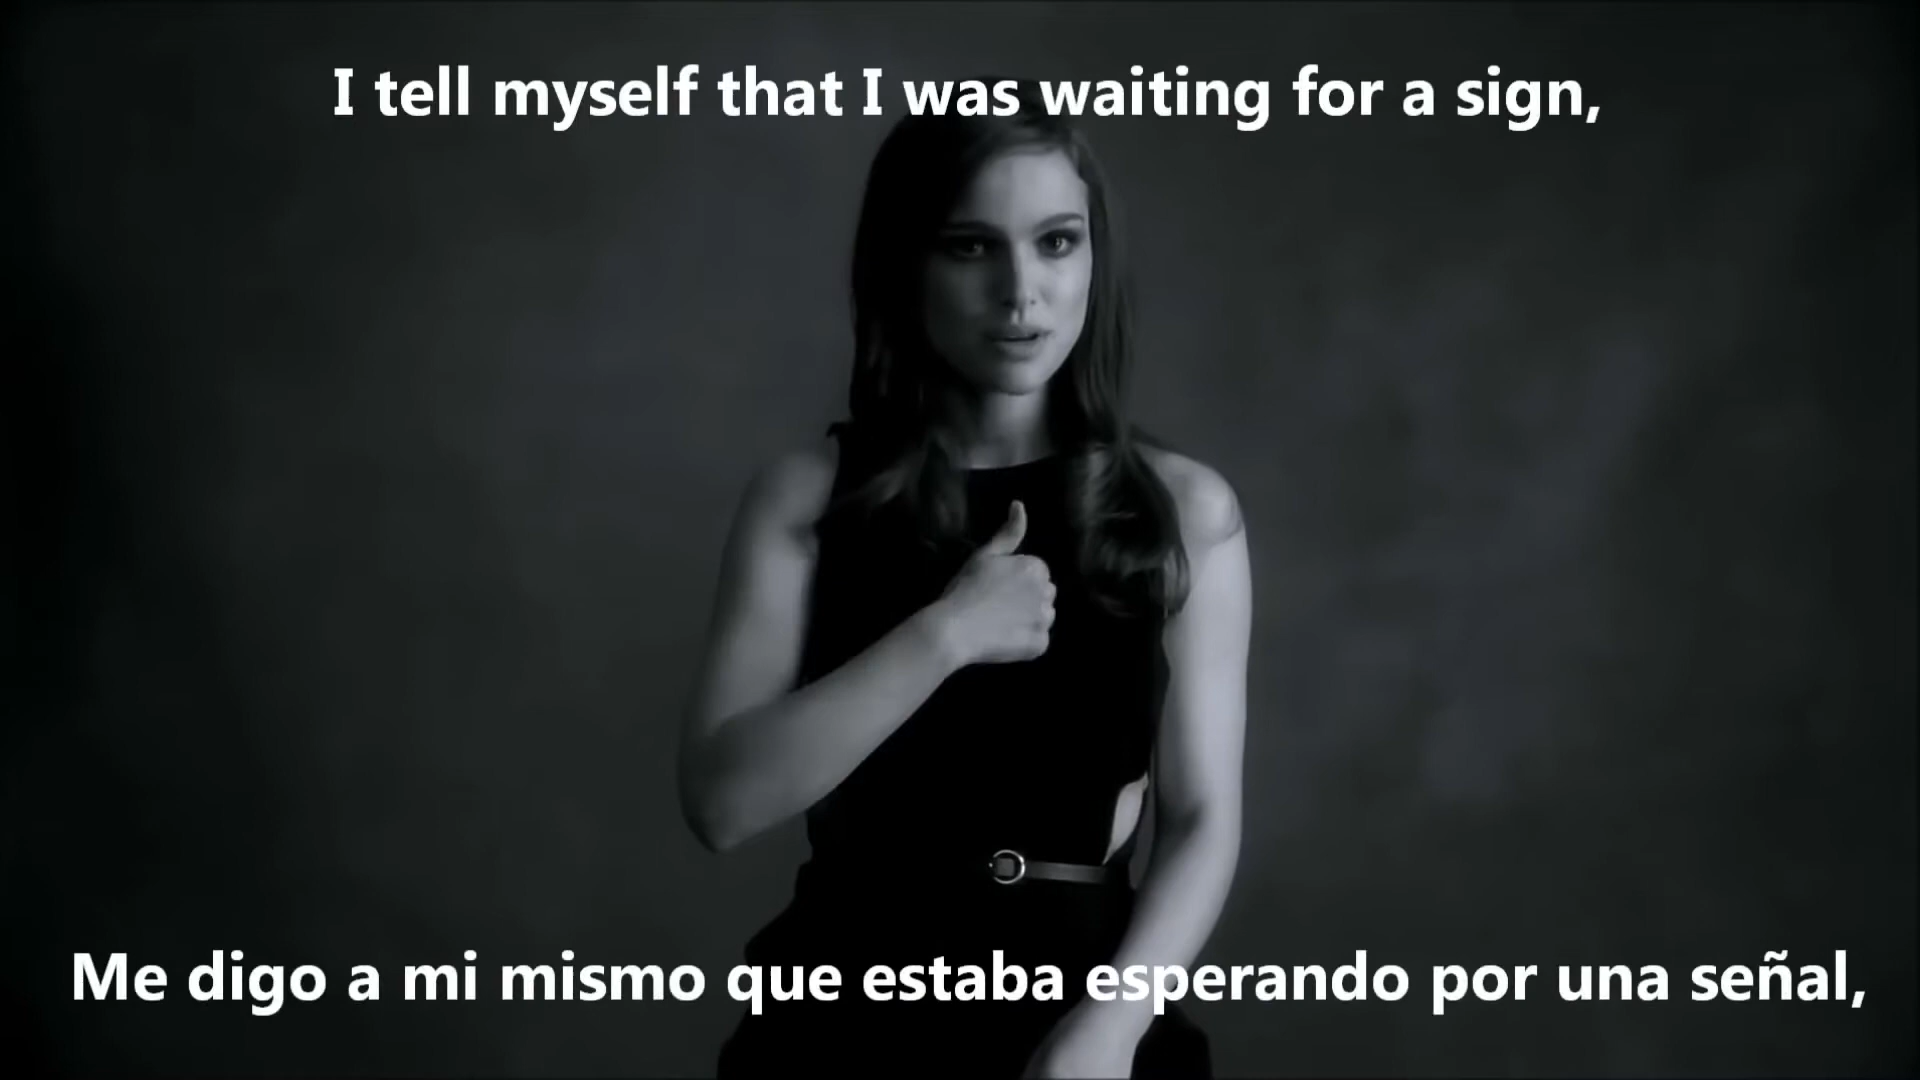 I tell myself that I was waiting for a sign,
Me digo a mi mismo que estaba esperando por una señal,